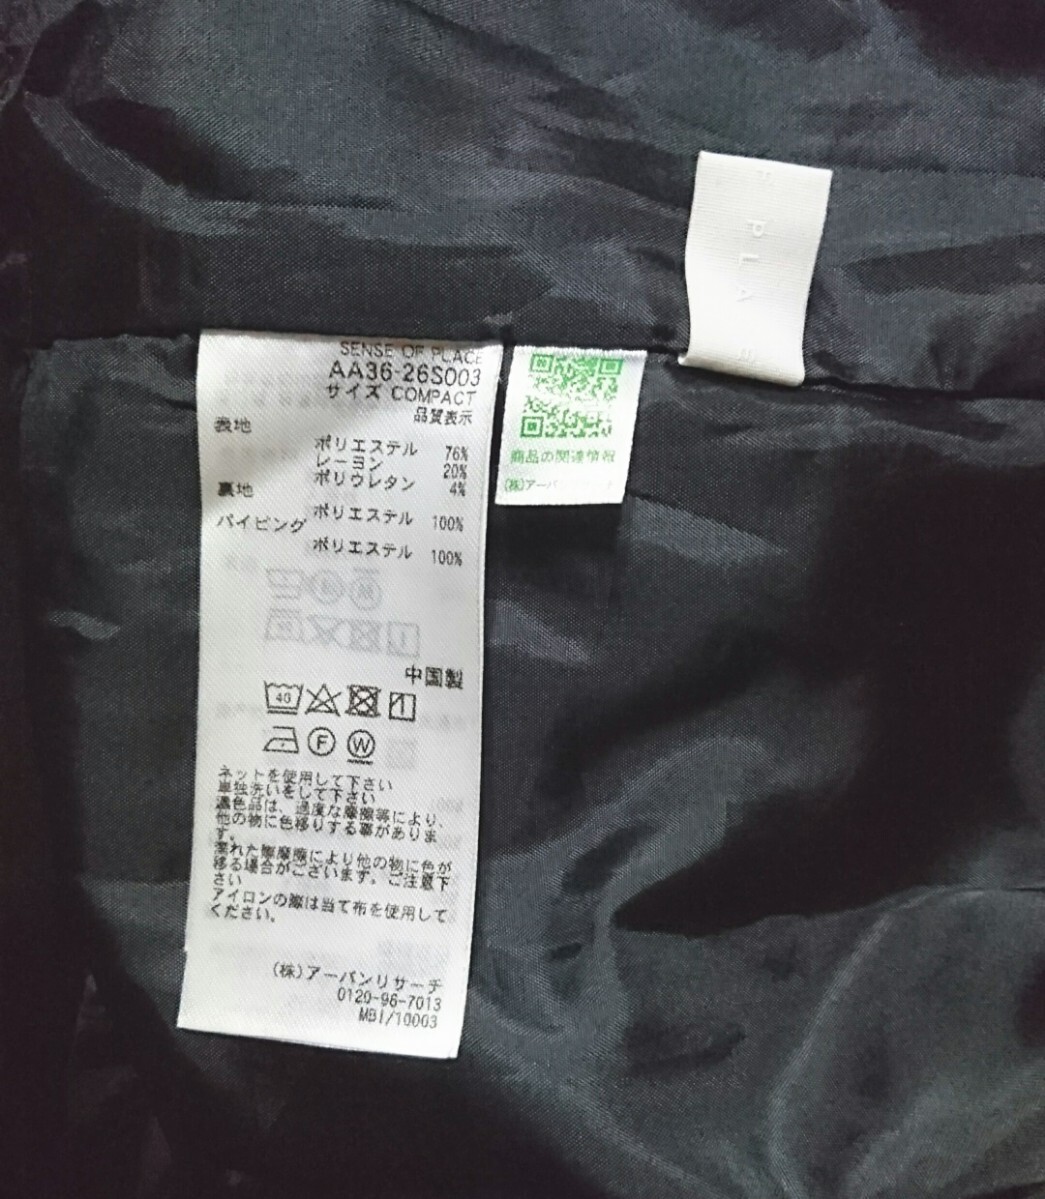 SENSE OF PLACE
AA36-26S003
サイズ COMPACT
品質表示
表地
ポリエステル 76%
レーヨン 20%
ポリウレタン 4%
裏地
ポリエステル 100%
パイピング
ポリエステル 100%
中国製
40
F W
ネットを使用して下さい
単独洗いをして下さい
濃色品は、過度な摩擦等により、
他の物に色移りする事がありま
す。
濡れた際摩擦により他の物に色が
移る場合がございます。ご注意下
さい
アイロンの際は当て布を使用して
ください。
(株)アーバンリサーチ
0120-96-7013
MBI/10003
商品の関連情報
(株)アーバ
F PLA